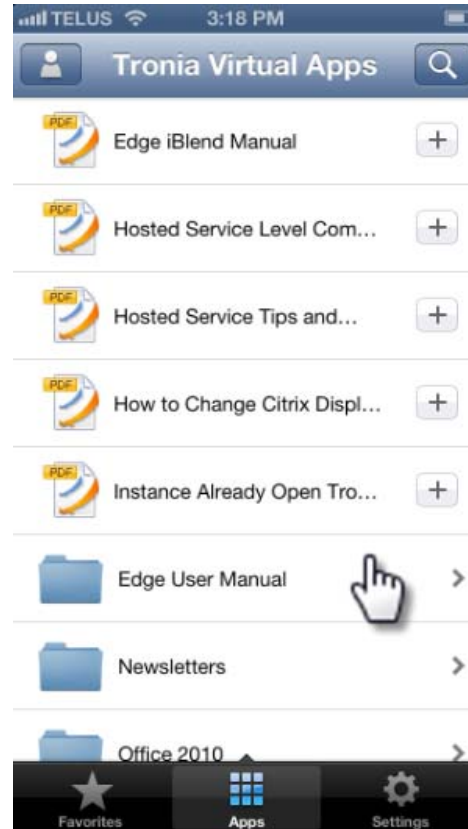 TELUS 3:18 PM
Tronia Virtual Apps
PDF Edge iBlend Manual
PDF Hosted Service Level Com...
PDF Hosted Service Tips and...
PDF How to Change Citrix Displ...
PDF Instance Already Open Tro...
Edge User Manual
Newsletters
Office 2010
Favorites Apps Settings